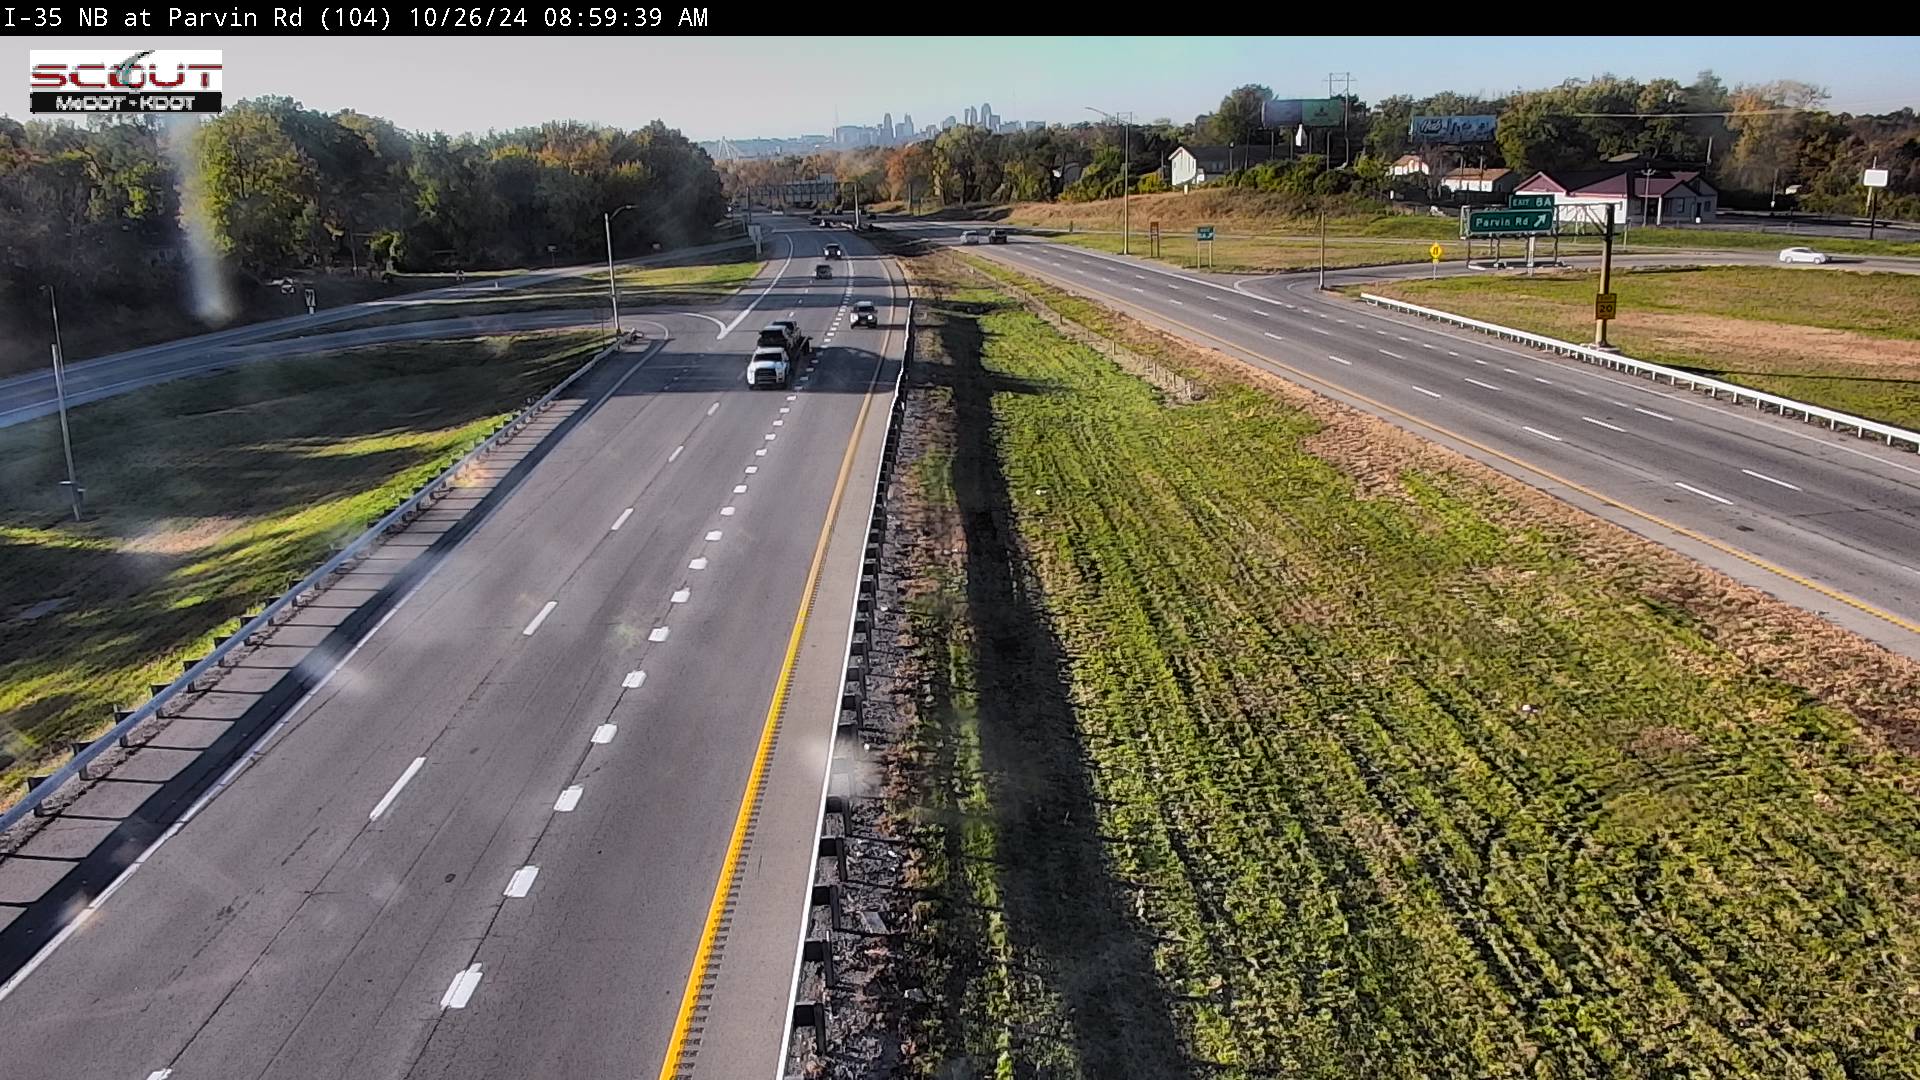 I-35 NB at Parvin Rd (104) 10/26/24 08:59:39 AM
SCOUT
MoDOT - KDOT
EXIT 8A
Parvin Rd
20